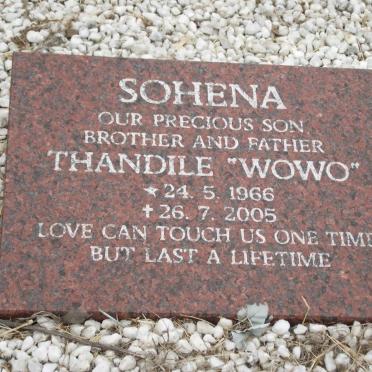 SOHENA
OUR PRECIOUS SON
BROTHER AND FATHER
THANDILE "WOWO"
★ 24. 5. 1966
✝ 26. 7. 2005
LOVE CAN TOUCH US ONE TIME
BUT LAST A LIFETIME